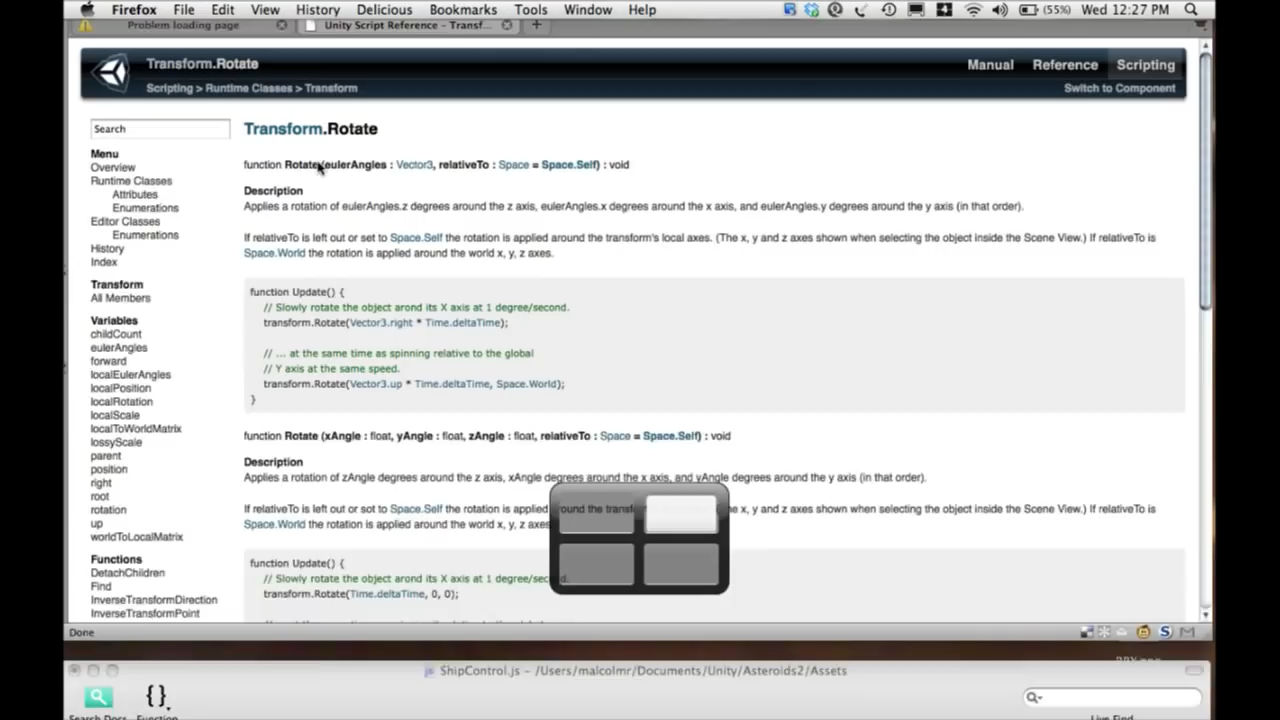 Firefox File Edit View History Delicious Bookmarks Tools Window Help (55%) Wed 12:27 PM
Problem loading page Unity Script Reference – Transf... +
Transform.Rotate
Manual Reference Scripting
Scripting > Runtime Classes > Transform
Switch to Component
Search
Menu
Overview
Runtime Classes
Attributes
Enumerations
Editor Classes
Enumerations
History
Index
Transform
All Members
Variables
childCount
eulerAngles
forward
localEulerAngles
localPosition
localRotation
localScale
localToWorldMatrix
lossyScale
parent
position
right
root
rotation
up
worldToLocalMatrix
Functions
DetachChildren
Find
InverseTransformDirection
InverseTransformPoint
Transform.Rotate
function Rotate (eulerAngles : Vector3, relativeTo : Space = Space.Self) : void
Description
Applies a rotation of eulerAngles.z degrees around the z axis, eulerAngles.x degrees around the x axis, and eulerAngles.y degrees around the y axis (in that order).
If relativeTo is left out or set to Space.Self the rotation is applied around the transform's local axes. (The x, y and z axes shown when selecting the object inside the Scene View.) If relativeTo is
Space.World the rotation is applied around the world x, y, z axes.
function Update() {
// Slowly rotate the object arond its X axis at 1 degree/second.
transform.Rotate(Vector3.right * Time.deltaTime);
// ... at the same time as spinning relative to the global
// Y axis at the same speed.
transform.Rotate(Vector3.up * Time.deltaTime, Space.World);
}
function Rotate (xAngle : float, yAngle : float, zAngle : float, relativeTo : Space = Space.Self) : void
Description
Applies a rotation of zAngle degrees around the z axis, xAngle degrees around the x axis, and yAngle degrees around the y axis (in that order).
If relativeTo is left out or set to Space.Self the rotation is applied around the transf x, y and z axes shown when selecting the object inside the Scene View.) If relativeTo is
Space.World the rotation is applied around the world x, y, z axes
function Update() {
// Slowly rotate the object arond its X axis at 1 degree/second.
transform.Rotate(Time.deltaTime, 0, 0);
Done
ShipControl.js – /Users/malcolmr/Documents/Unity/Asteroids2/Assets
{}
Search Docs Function
Live Find